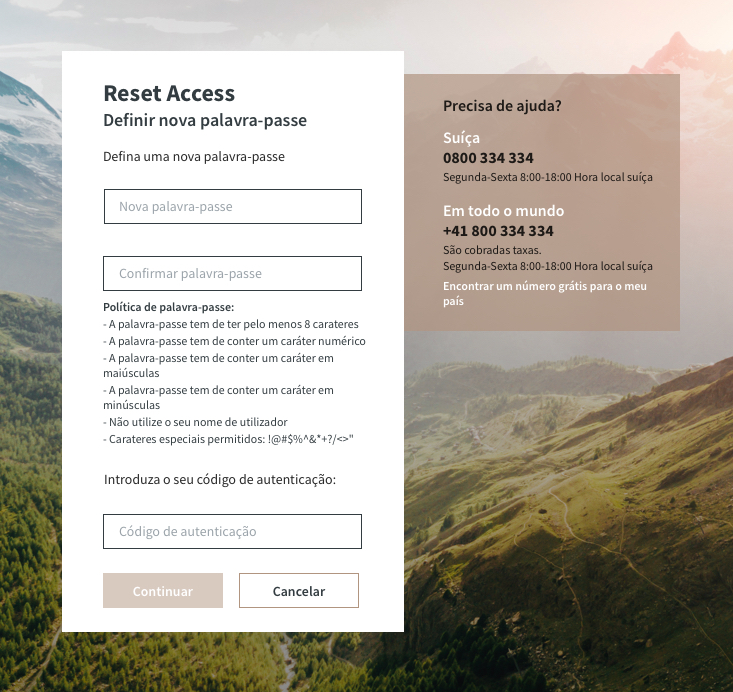 Reset Access
Definir nova palavra-passe
Defina uma nova palavra-passe
Nova palavra-passe
Confirmar palavra-passe
Política de palavra-passe:
- A palavra-passe tem de ter pelo menos 8 carateres
- A palavra-passe tem de conter um caráter numérico
- A palavra-passe tem de conter um caráter em
maiúsculas
- A palavra-passe tem de conter um caráter em
minúsculas
- Não utilize o seu nome de utilizador
- Carateres especiais permitidos: !@#$%^&*+?/<>"
Introduza o seu código de autenticação:
Código de autenticação
Continuar
Cancelar
Precisa de ajuda?
Suíça
0800 334 334
Segunda-Sexta 8:00-18:00 Hora local suíça
Em todo o mundo
+41 800 334 334
São cobradas taxas.
Segunda-Sexta 8:00-18:00 Hora local suíça
Encontrar um número grátis para o meu
país